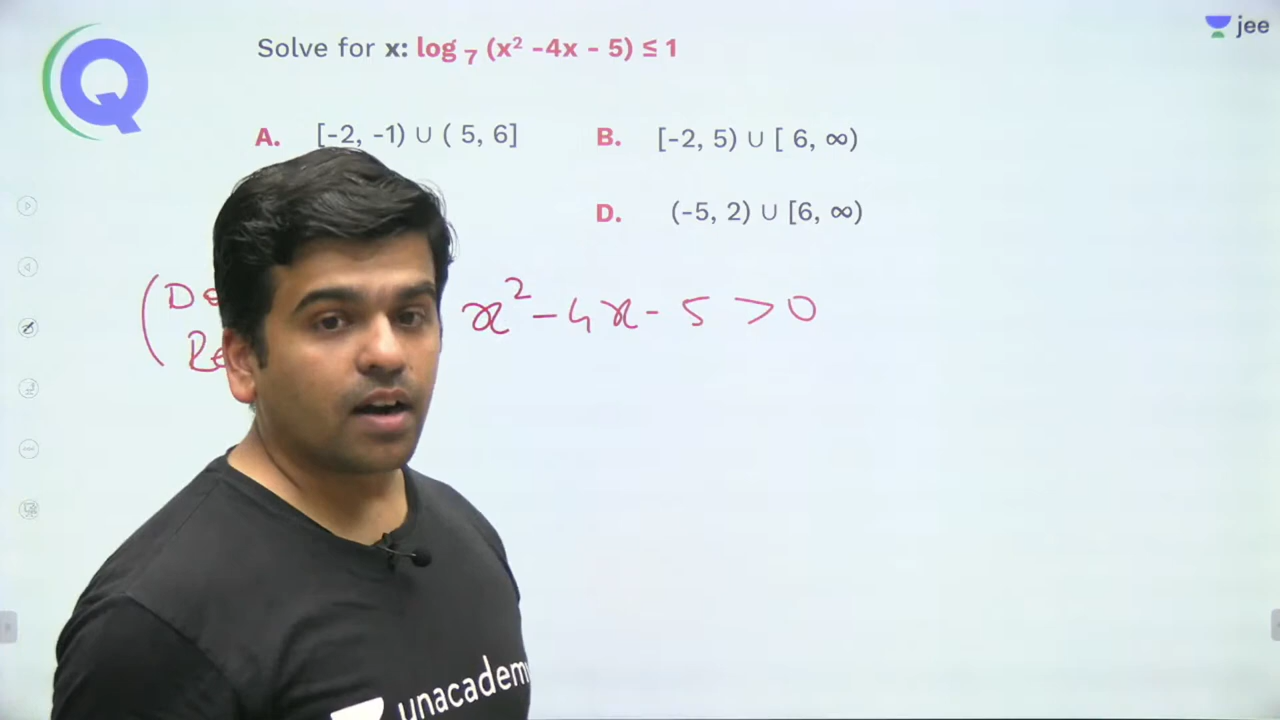 jee
Solve for x: log ₇ (x² -4x - 5) ≤ 1
A. [-2, -1) ∪ ( 5, 6]
B. [-2, 5) ∪ [ 6, ∞)
D. (-5, 2) ∪ [6, ∞)
x² - 4x - 5 > 0
unacademy